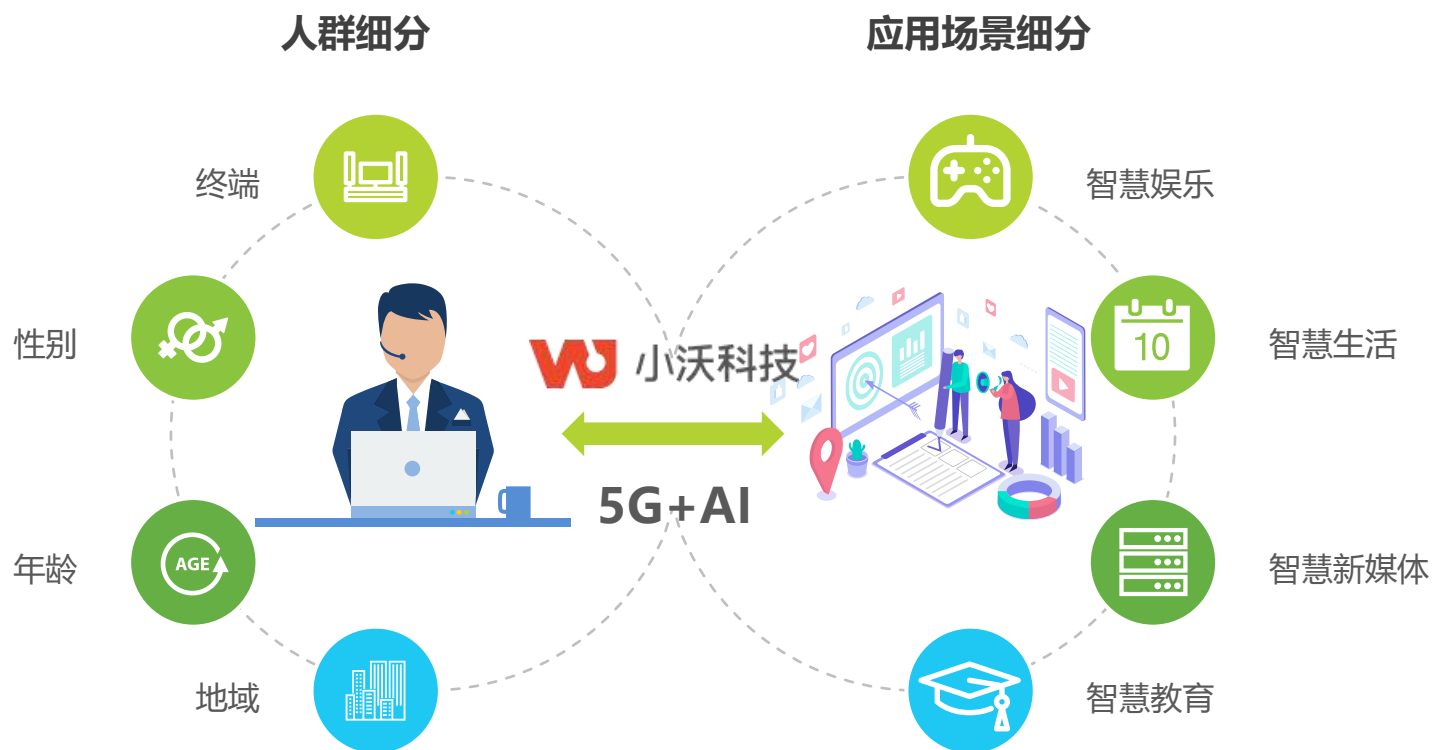 人群细分
应用场景细分
终端
性别
AGE
年龄
地域
小沃科技
5G+AI
智慧娱乐
10
智慧生活
智慧新媒体
智慧教育